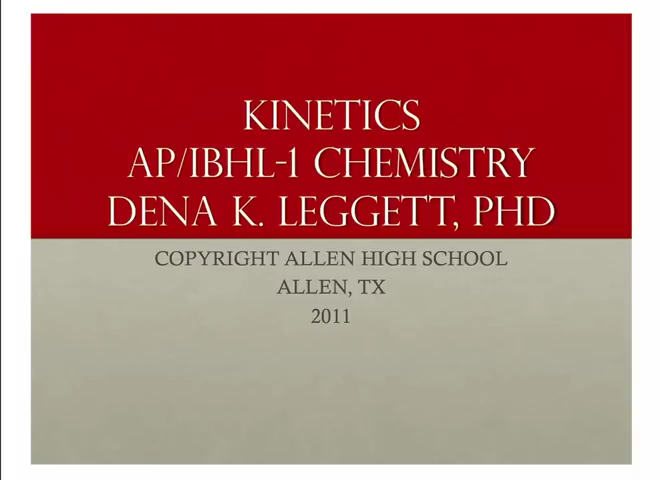 KINETICS
AP/IBHL-1 CHEMISTRY
DENA K. LEGGETT, PHD
COPYRIGHT ALLEN HIGH SCHOOL
ALLEN, TX
2011